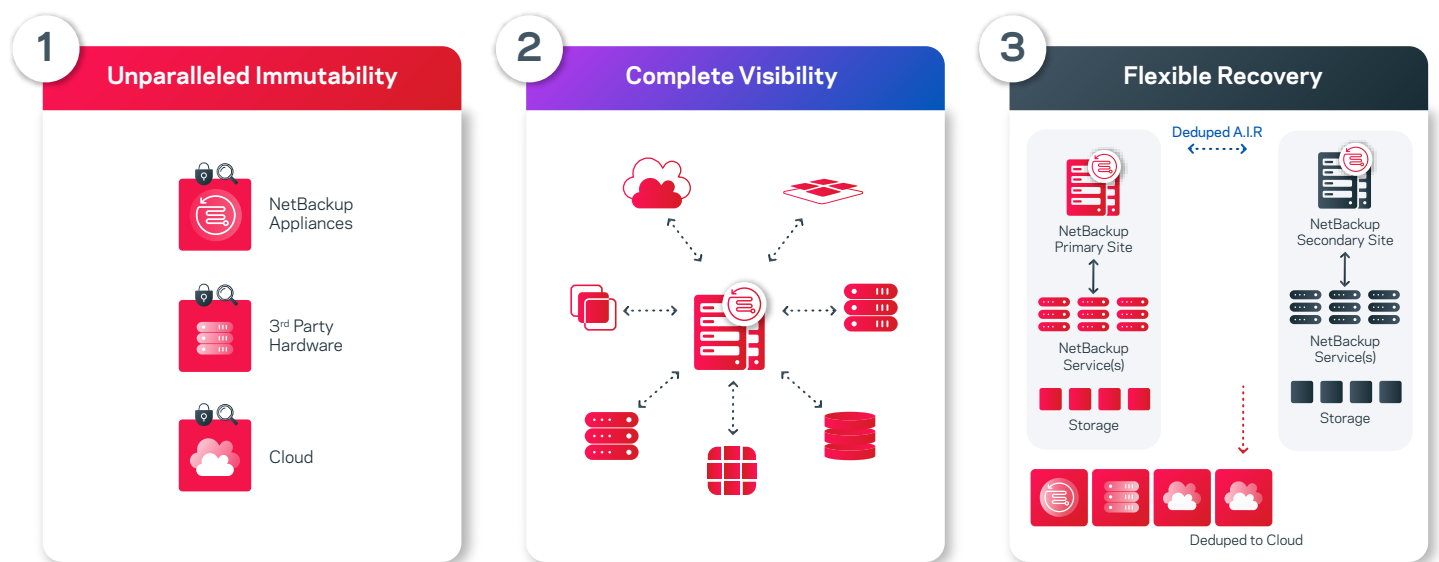 1
Unparalleled Immutability
NetBackup
Appliances
3rd Party
Hardware
Cloud
2
Complete Visibility
3
Flexible Recovery
Deduped A.I.R
NetBackup
Primary Site
NetBackup
Service(s)
Storage
NetBackup
Secondary Site
NetBackup
Service(s)
Storage
Deduped to Cloud